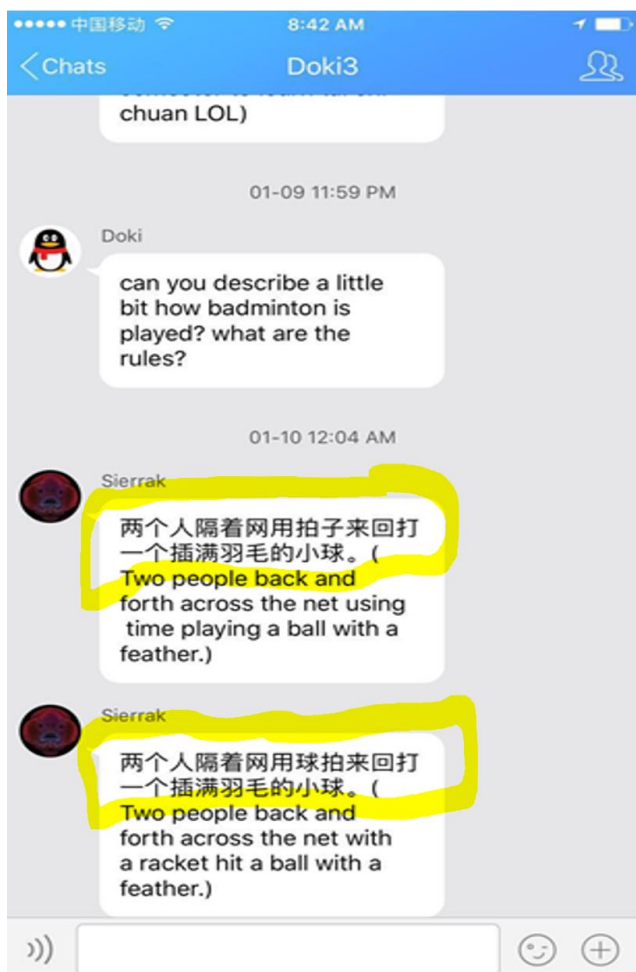 中国移动 8:42 AM
Chats Doki3
chuan LOL)
01-09 11:59 PM
Doki
can you describe a little
bit how badminton is
played? what are the
rules?
01-10 12:04 AM
Sierrak
两个人隔着网用拍子来回打
一个插满羽毛的小球。(
Two people back and
forth across the net using
time playing a ball with a
feather.)
Sierrak
两个人隔着网用球拍来回打
一个插满羽毛的小球。(
Two people back and
forth across the net with
a racket hit a ball with a
feather.)